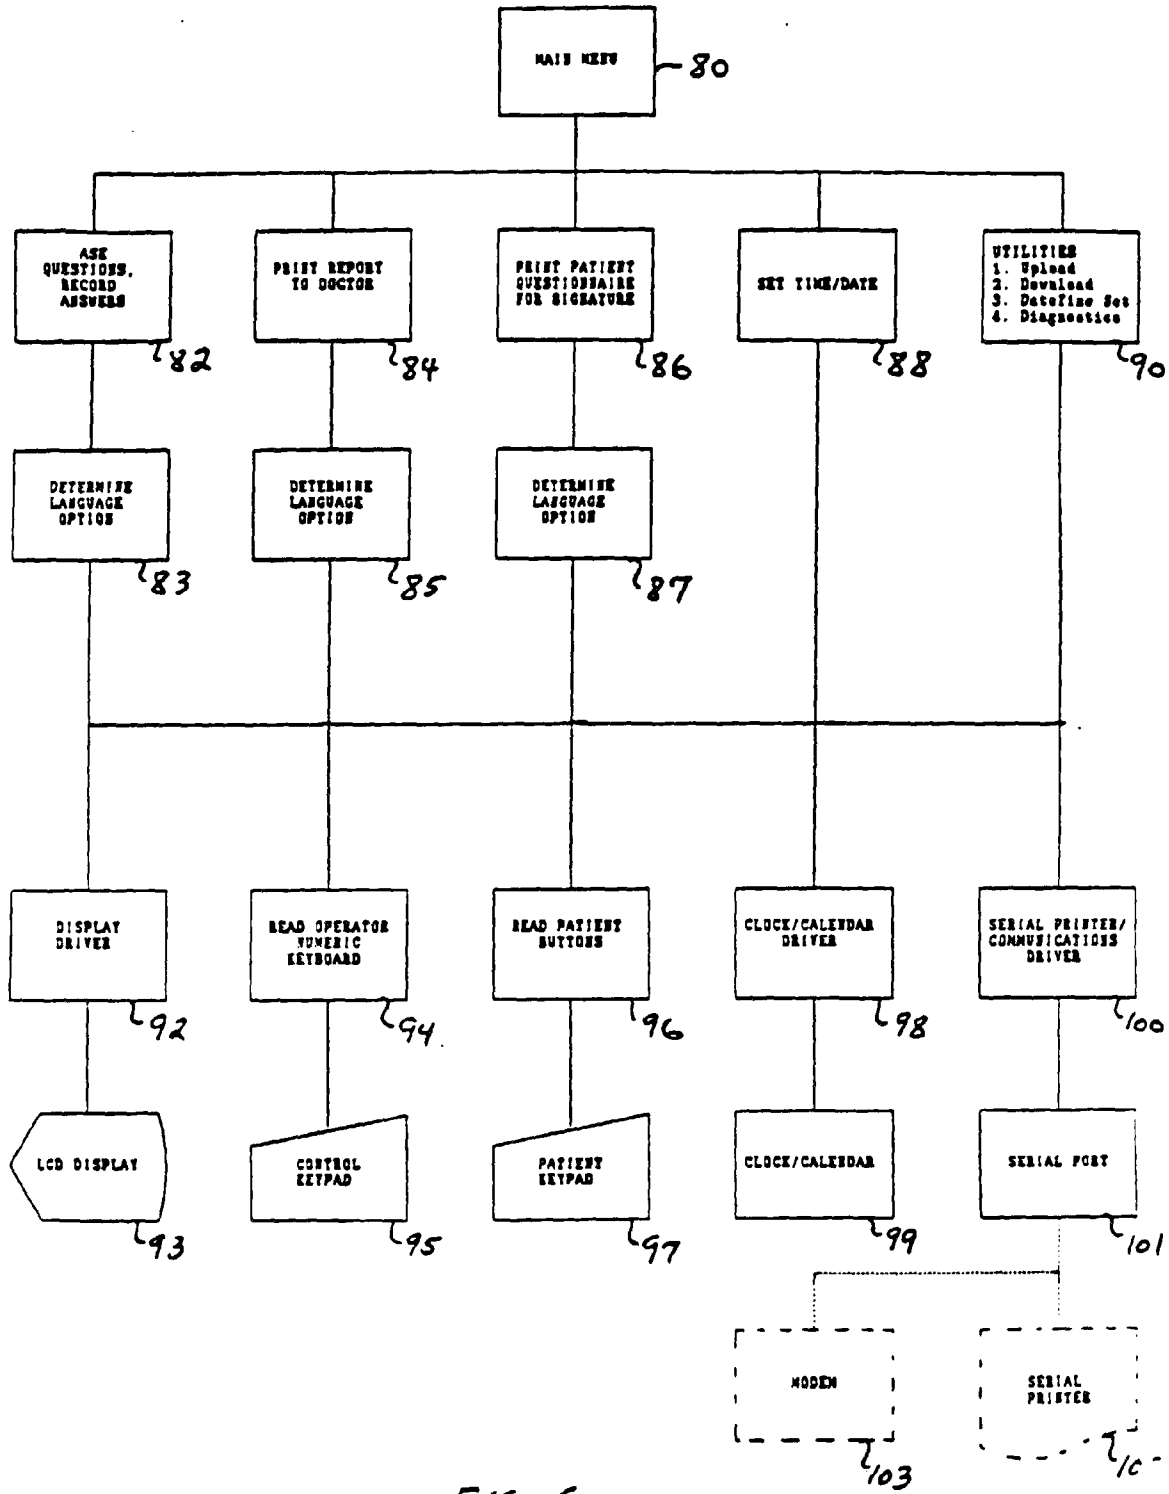 MAIN MENU
80
ASK
QUESTIONS,
RECORD
ANSWERS
82
PRINT REPORT
TO DOCTOR
84
PRINT PATIENT
QUESTIONNAIRE
FOR SIGNATURE
86
SET TIME/DATE
88
UTILITIES
1. Upload
2. Download
3. DateTime Set
4. Diagnostics
90
DETERMINE
LANGUAGE
OPTION
83
DETERMINE
LANGUAGE
OPTION
85
DETERMINE
LANGUAGE
OPTION
87
DISPLAY
DRIVER
92
READ OPERATOR
NUMERIC
KEYBOARD
94
READ PATIENT
BUTTONS
96
CLOCK/CALENDAR
DRIVER
98
SERIAL PRINTER/
COMMUNICATIONS
DRIVER
100
LCD DISPLAY
93
CONTROL
KEYPAD
95
PATIENT
KEYPAD
97
CLOCK/CALENDAR
99
SERIAL PORT
101
MODEM
103
SERIAL
PRINTER